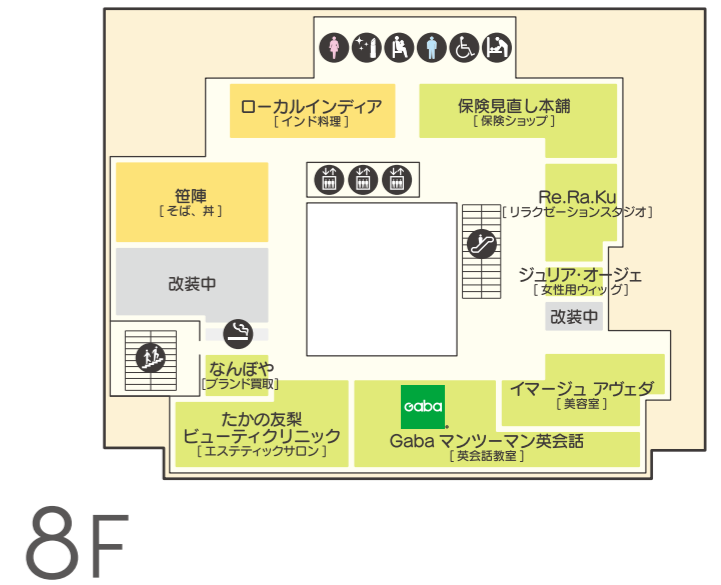 ローカルインディア
[ インド料理 ]
保険見直し本舗
[ 保険ショップ ]
笹陣
[ そば、丼 ]
Re.Ra.Ku
[ リラクゼーションスタジオ ]
改装中
ジュリア・オージェ
[ 女性用ウィッグ ]
改装中
なんぼや
[ブランド買取]
イマージュ アヴェダ
[ 美容室 ]
Gaba
たかの友梨
ビューティクリニック
[ エステティックサロン ]
Gaba マンツーマン英会話
[ 英会話教室 ]
8F